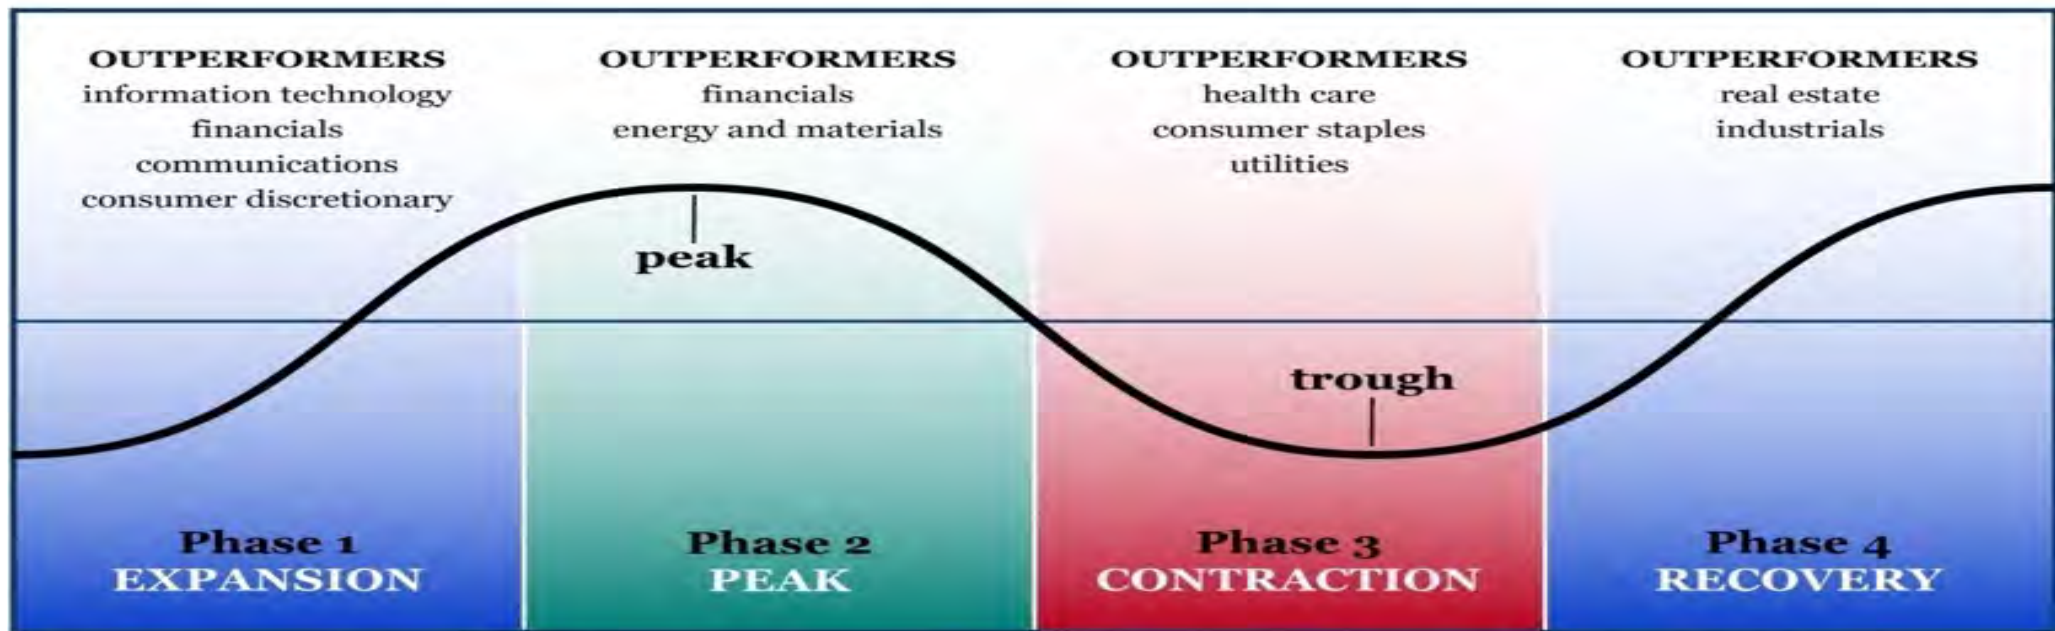 OUTPERFORMERS
information technology
financials
communications
consumer discretionary
OUTPERFORMERS
financials
energy and materials
OUTPERFORMERS
health care
consumer staples
utilities
OUTPERFORMERS
real estate
industrials
peak
trough
Phase 1
EXPANSION
Phase 2
PEAK
Phase 3
CONTRACTION
Phase 4
RECOVERY